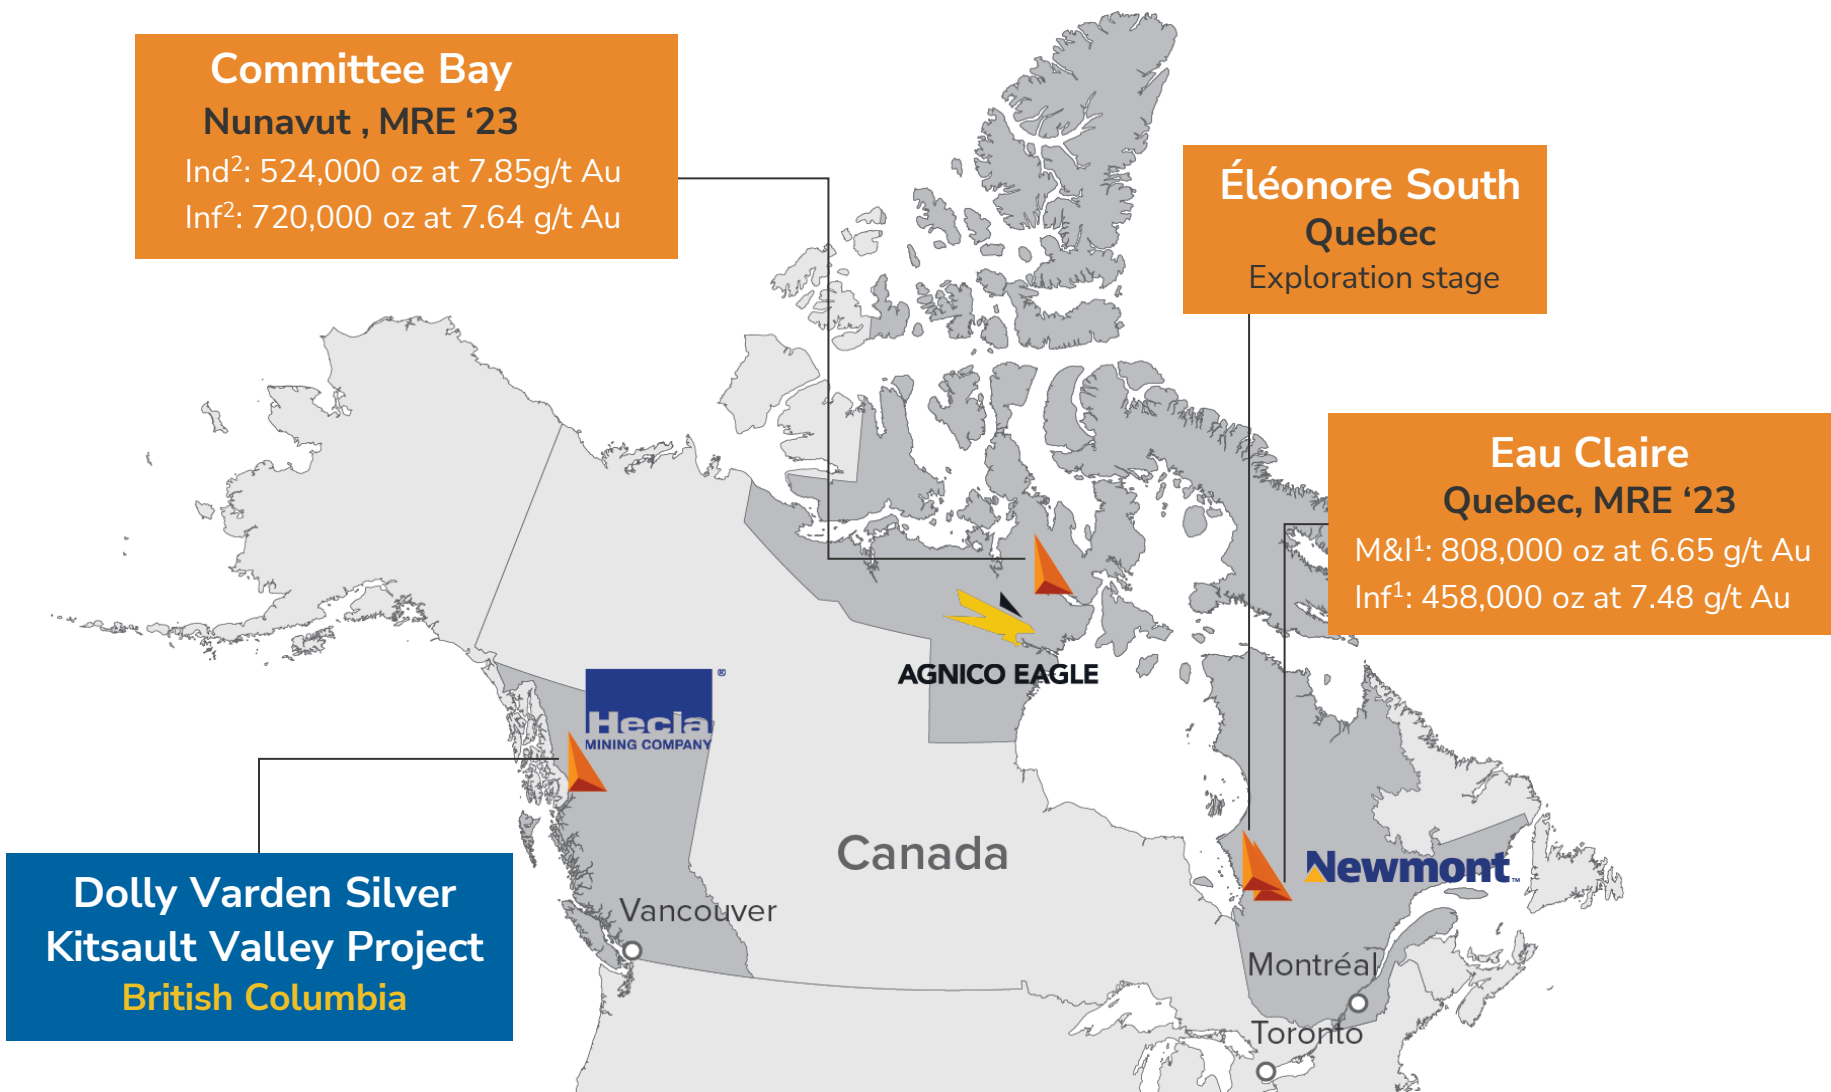 Committee Bay
Nunavut , MRE ‘23
Ind²: 524,000 oz at 7.85g/t Au
Inf²: 720,000 oz at 7.64 g/t Au
Éléonore South
Quebec
Exploration stage
Eau Claire
Quebec, MRE ‘23
M&I¹: 808,000 oz at 6.65 g/t Au
Inf¹: 458,000 oz at 7.48 g/t Au
AGNICO EAGLE
Hecla®
MINING COMPANY
Canada
Newmont™
Dolly Varden Silver
Kitsault Valley Project
British Columbia
Vancouver
Montréal
Toronto